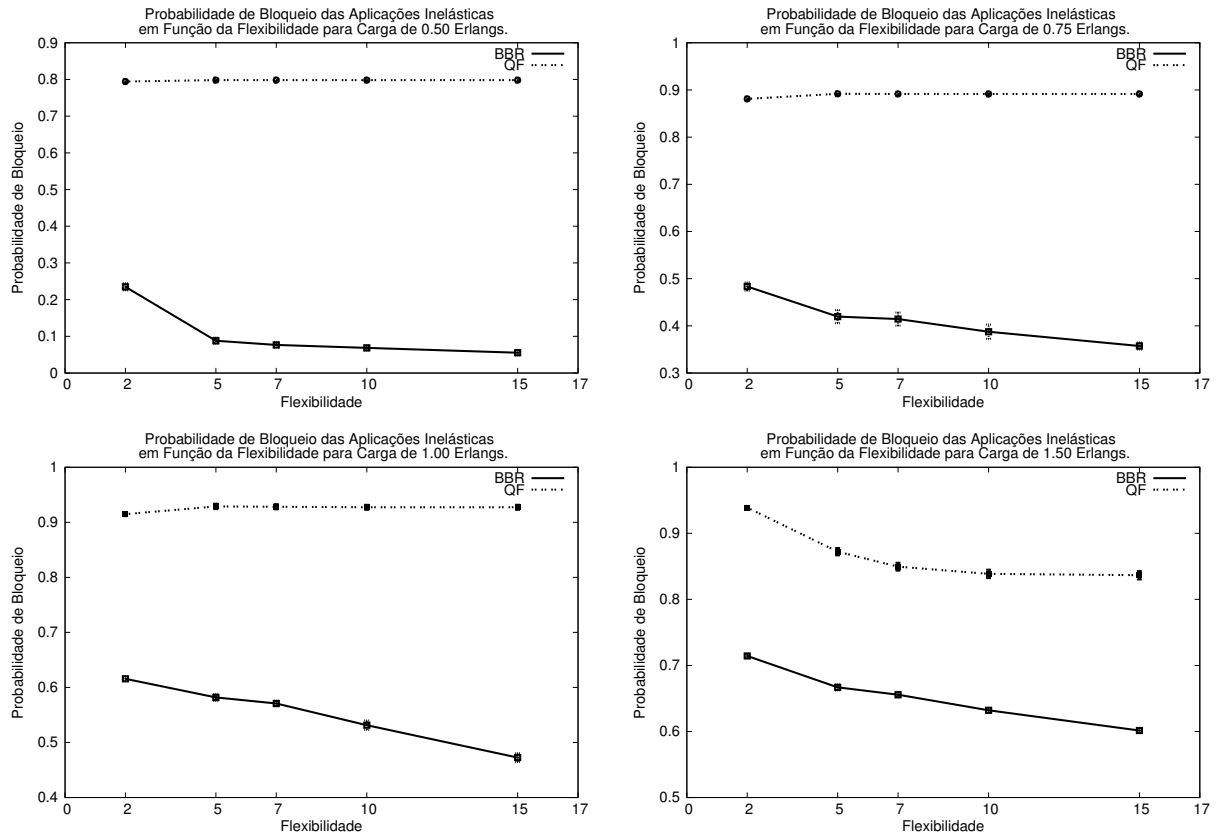 Probabilidade de Bloqueio das Aplicações Inelásticas
em Função da Flexibilidade para Carga de 0.50 Erlangs.
BBR
QF
Probabilidade de Bloqueio
0.9
0.8
0.7
0.6
0.5
0.4
0.3
0.2
0.1
0
0 2 5 7 10 15 17
Flexibilidade
Probabilidade de Bloqueio das Aplicações Inelásticas
em Função da Flexibilidade para Carga de 0.75 Erlangs.
BBR
QF
Probabilidade de Bloqueio
1
0.9
0.8
0.7
0.6
0.5
0.4
0.3
0 2 5 7 10 15 17
Flexibilidade
Probabilidade de Bloqueio das Aplicações Inelásticas
em Função da Flexibilidade para Carga de 1.00 Erlangs.
BBR
QF
Probabilidade de Bloqueio
1
0.9
0.8
0.7
0.6
0.5
0.4
0 2 5 7 10 15 17
Flexibilidade
Probabilidade de Bloqueio das Aplicações Inelásticas
em Função da Flexibilidade para Carga de 1.50 Erlangs.
BBR
QF
Probabilidade de Bloqueio
1
0.9
0.8
0.7
0.6
0.5
0 2 5 7 10 15 17
Flexibilidade